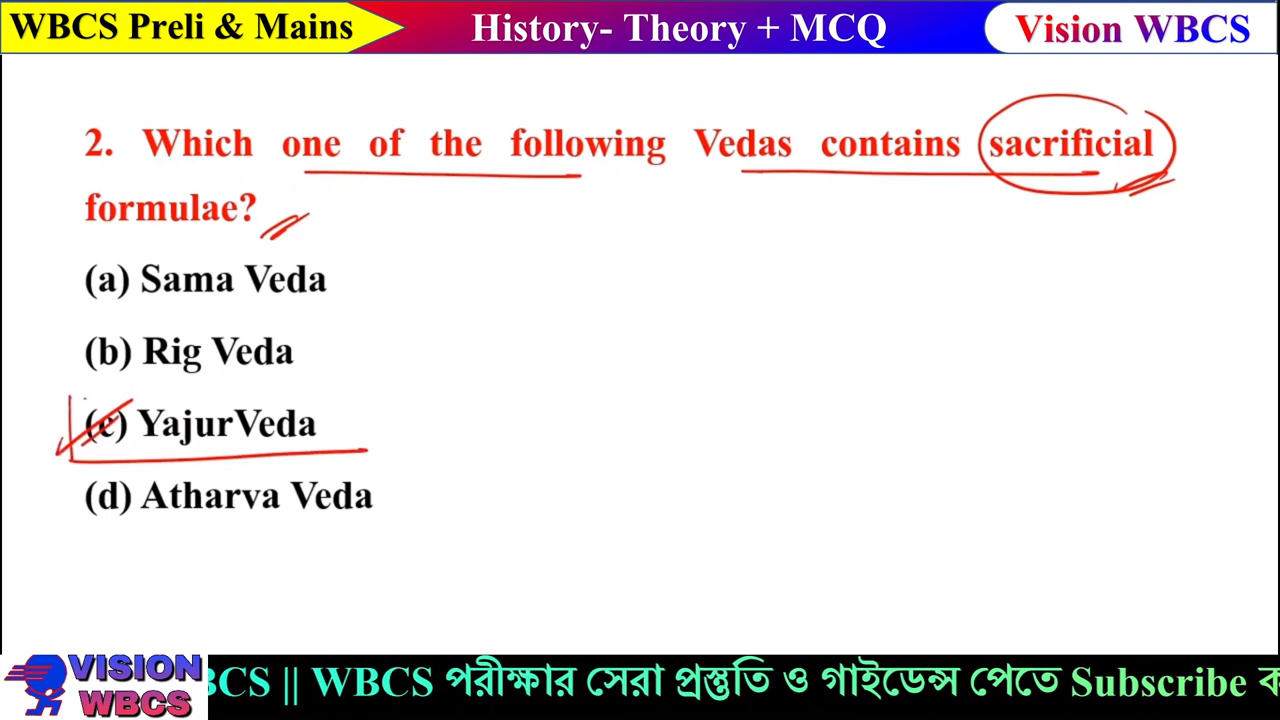 WBCS Preli & Mains
History- Theory + MCQ
Vision WBCS
2. Which one of the following Vedas contains sacrificial
formulae?
(a) Sama Veda
(b) Rig Veda
(c) YajurVeda
(d) Atharva Veda
VISION
WBCS
BCS || WBCS পরীক্ষার সেরা প্রস্তুতি ও গাইডেন্স পেতে Subscribe ক